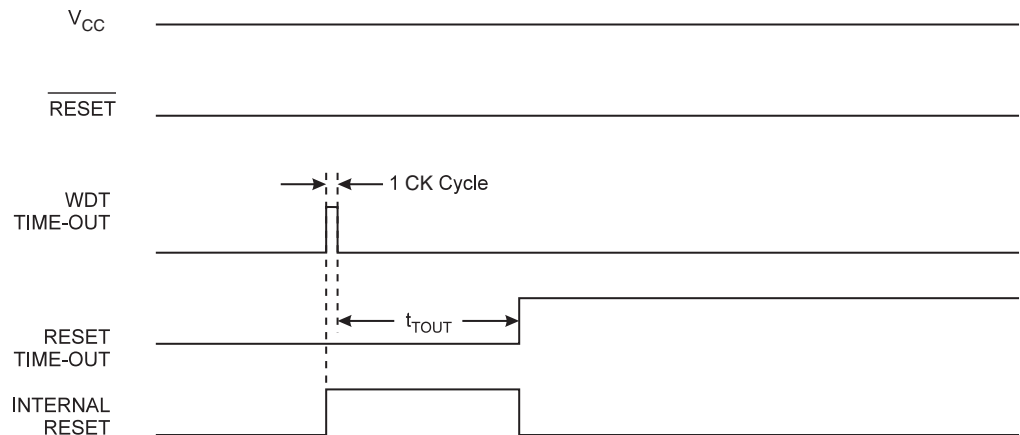 VCC
RESET
1 CK Cycle
WDT
TIME-OUT
tTOUT
RESET
TIME-OUT
INTERNAL
RESET